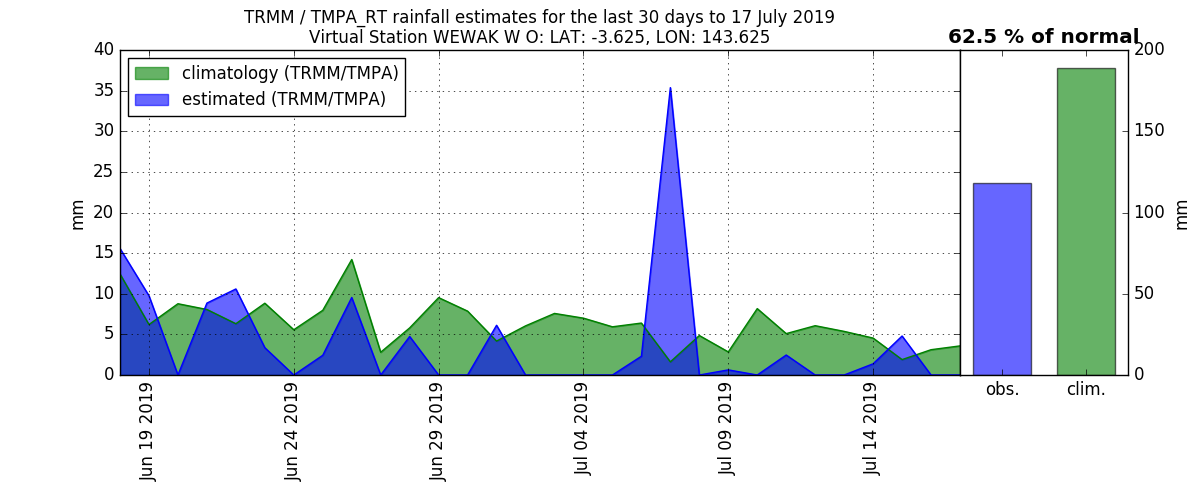 TRMM / TMPA_RT rainfall estimates for the last 30 days to 17 July 2019
Virtual Station WEWAK W O: LAT: -3.625, LON: 143.625
62.5 % of normal
climatology (TRMM/TMPA)
estimated (TRMM/TMPA)
40
35
30
25
20
15
10
5
0
mm
Jun 19 2019
Jun 24 2019
Jun 29 2019
Jul 04 2019
Jul 09 2019
Jul 14 2019
obs.
clim.
200
150
100
50
0
mm